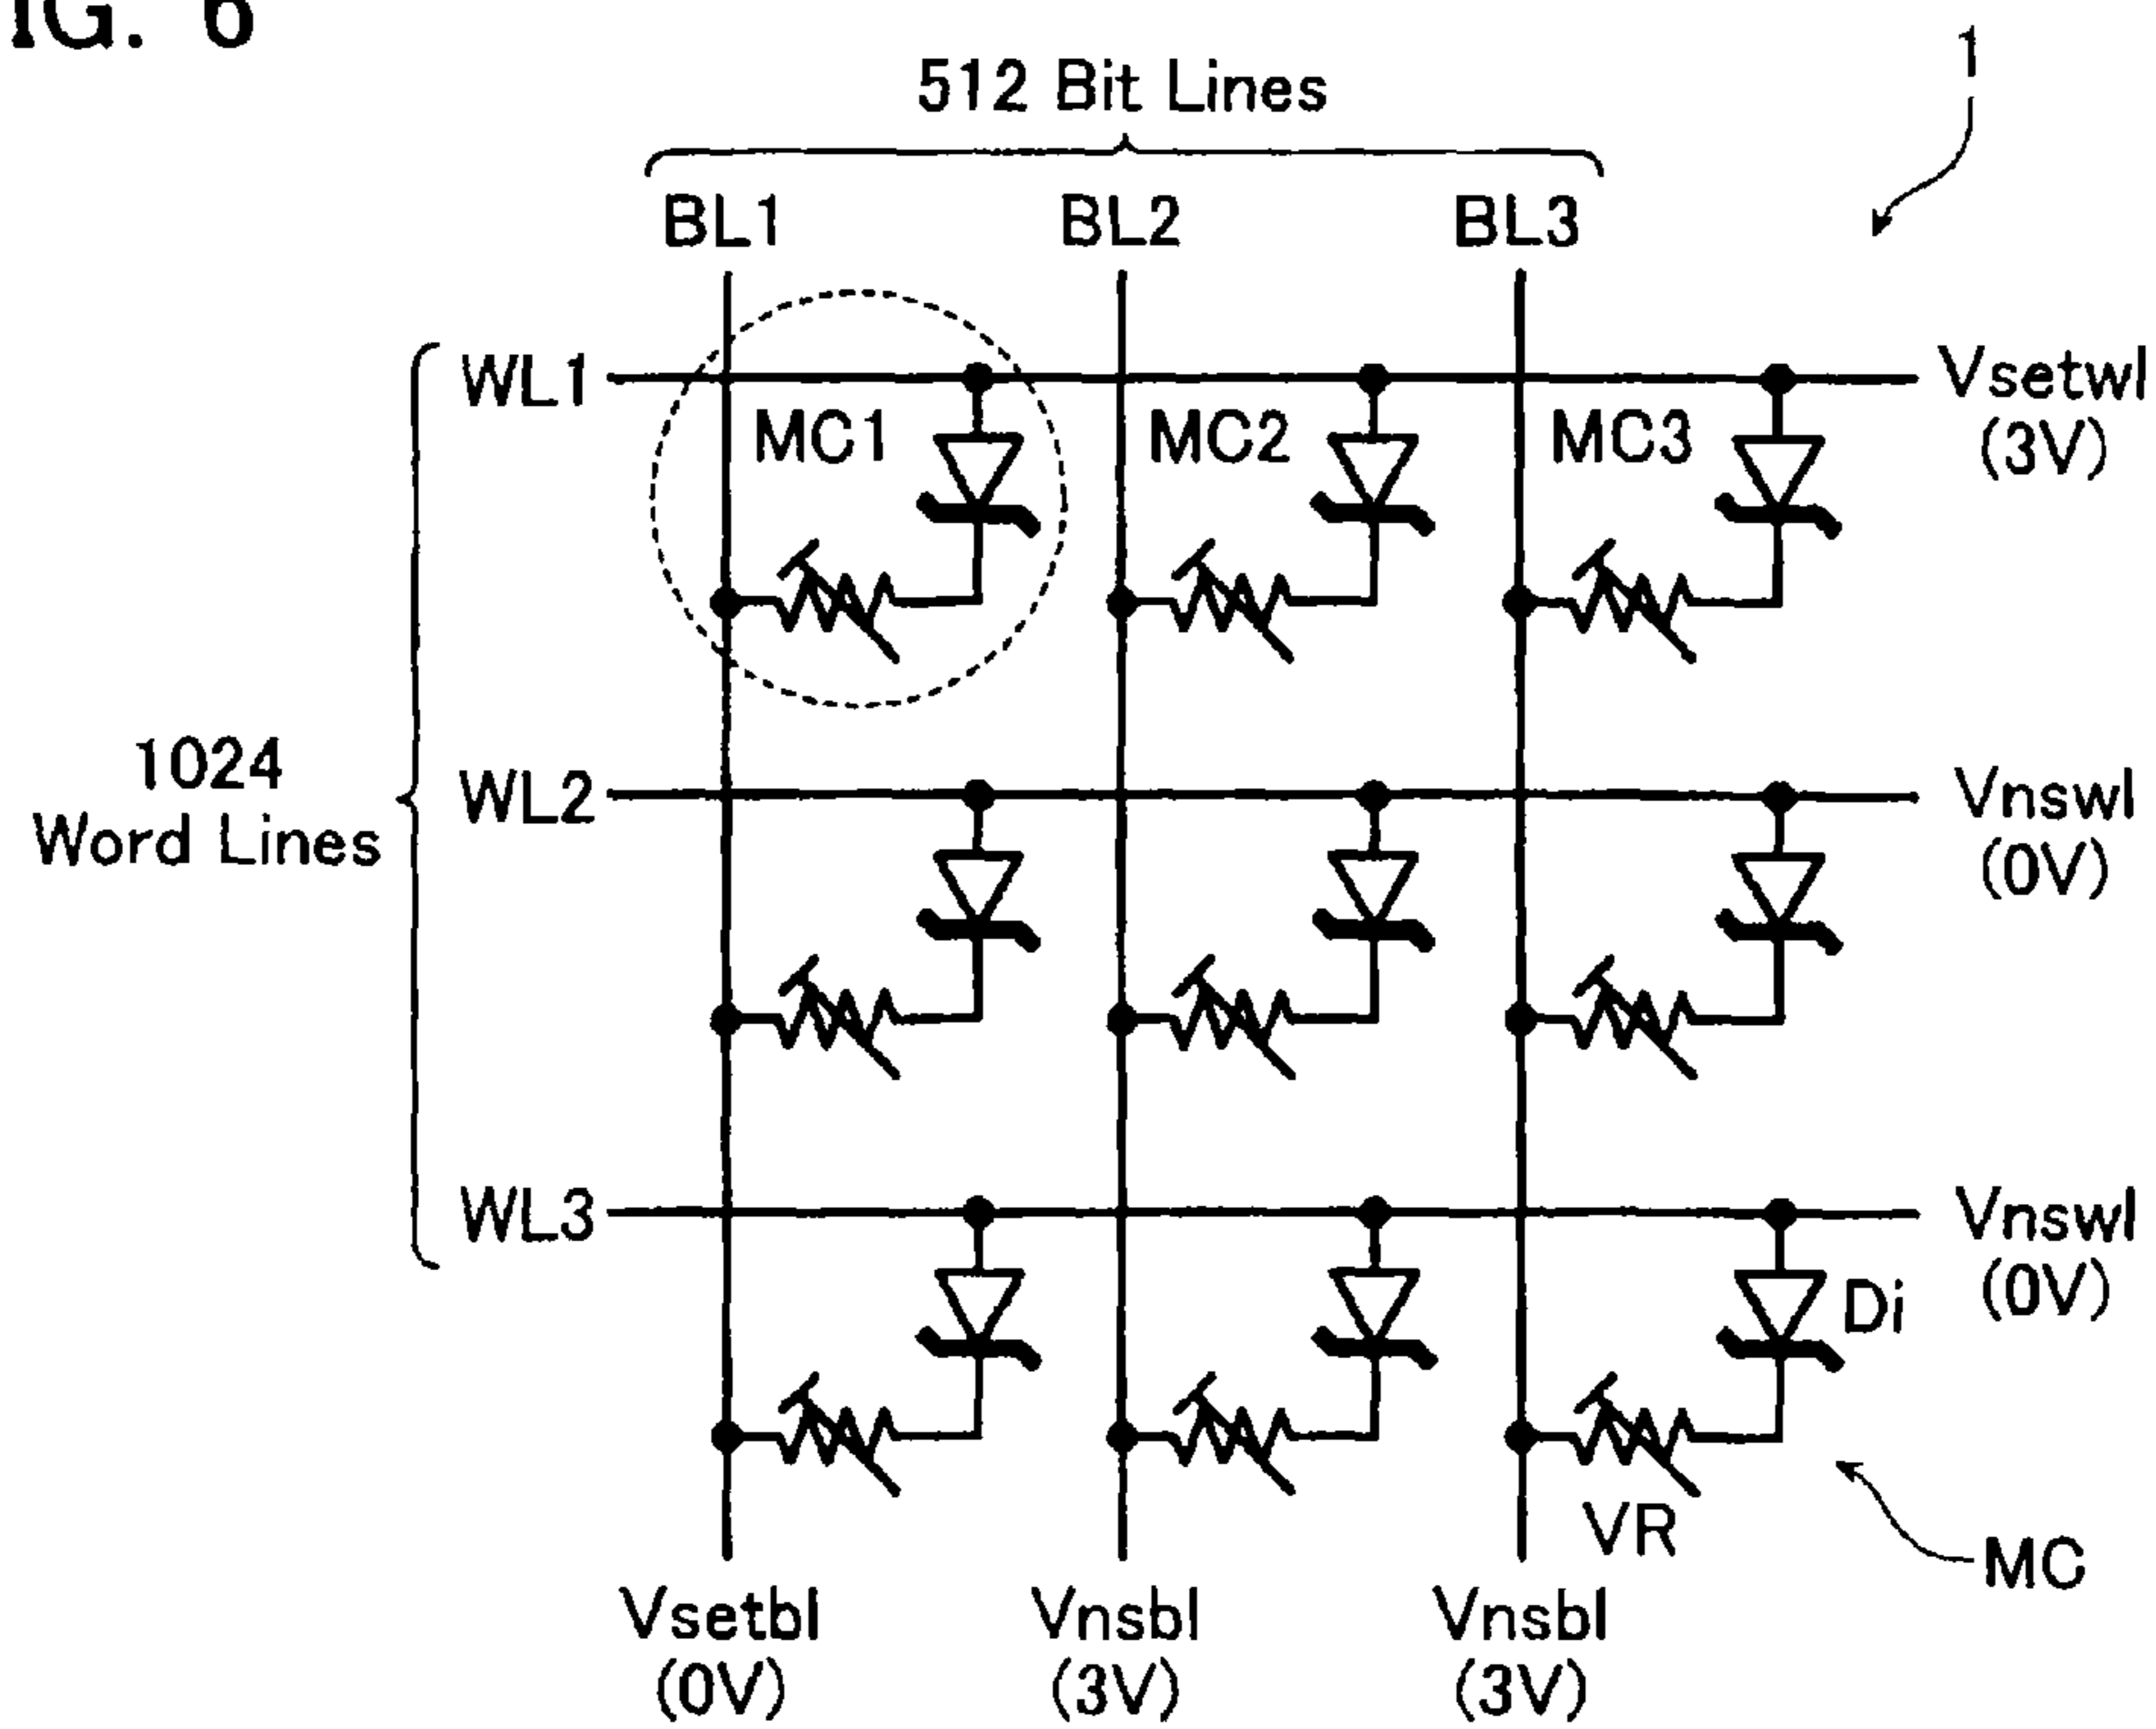 IG. 6
1
512 Bit Lines
BL1 BL2 BL3
WL1
Vsetwl
(3V)
MC1 MC2 MC3
1024
Word Lines
WL2
Vnswl
(0V)
WL3
Vnswl
(0V)
Di
VR
MC
Vsetbl
(0V)
Vnsbl
(3V)
Vnsbl
(3V)